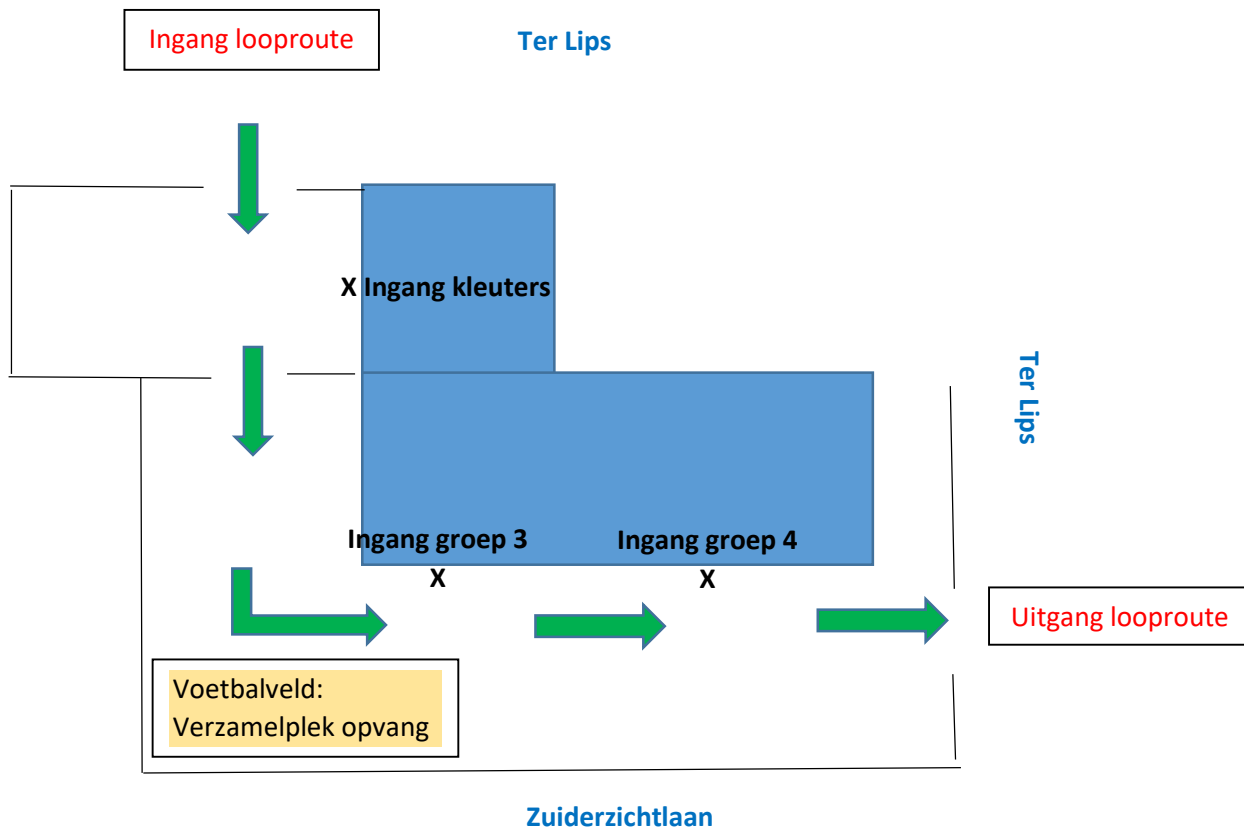 Ingang looproute
Ter Lips
X Ingang kleuters
Ter Lips
Ingang groep 3
X
Ingang groep 4
X
Uitgang looproute
Voetbalveld:
Verzamelplek opvang
Zuiderzichtlaan